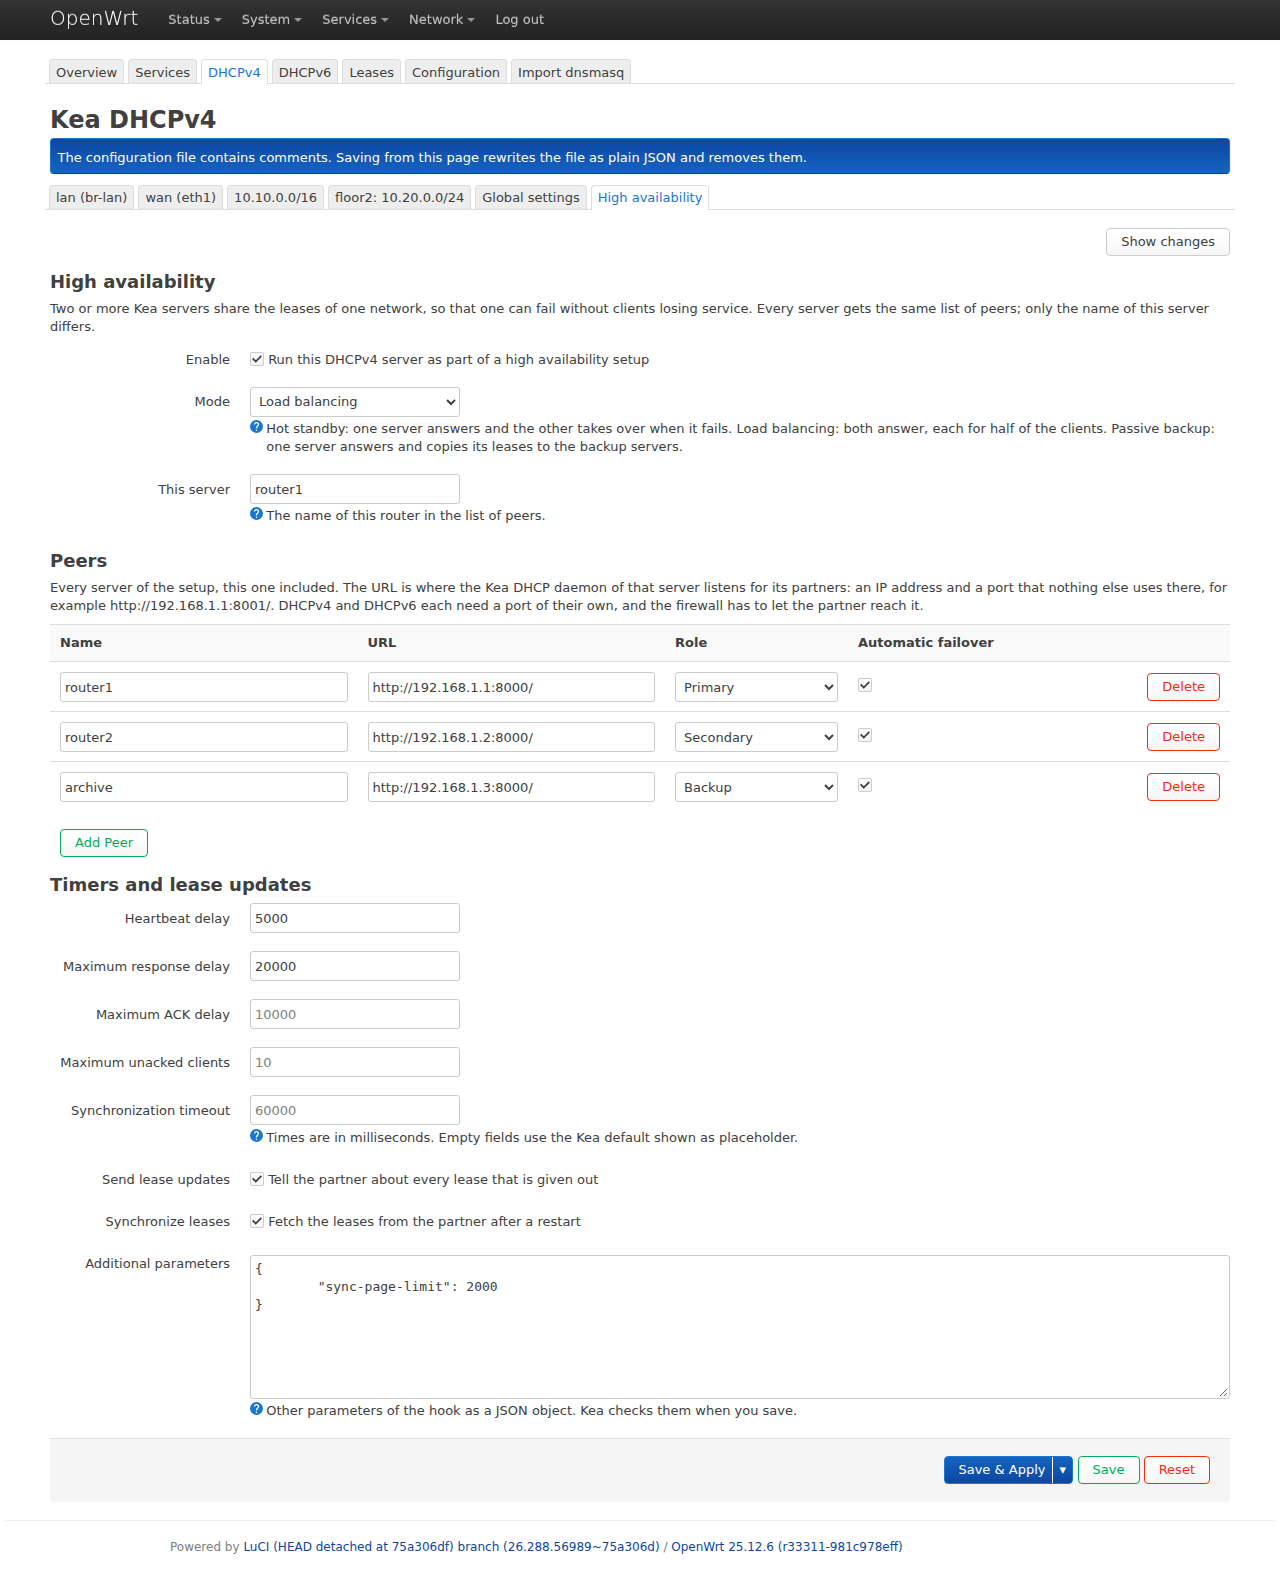 OpenWrt Status System Services Network Log out
Overview Services DHCPv4 DHCPv6 Leases Configuration Import dnsmasq
Kea DHCPv4
The configuration file contains comments. Saving from this page rewrites the file as plain JSON and removes them.
lan (br-lan) wan (eth1) 10.10.0.0/16 floor2: 10.20.0.0/24 Global settings High availability
Show changes
High availability
Two or more Kea servers share the leases of one network, so that one can fail without clients losing service. Every server gets the same list of peers; only the name of this server
differs.
Enable Run this DHCPv4 server as part of a high availability setup
Mode Load balancing
Hot standby: one server answers and the other takes over when it fails. Load balancing: both answer, each for half of the clients. Passive backup:
one server answers and copies its leases to the backup servers.
This server router1
The name of this router in the list of peers.
Peers
Every server of the setup, this one included. The URL is where the Kea DHCP daemon of that server listens for its partners: an IP address and a port that nothing else uses there, for
example http://192.168.1.1:8001/. DHCPv4 and DHCPv6 each need a port of their own, and the firewall has to let the partner reach it.
Name URL Role Automatic failover
router1 http://192.168.1.1:8000/ Primary Delete
router2 http://192.168.1.2:8000/ Secondary Delete
archive http://192.168.1.3:8000/ Backup Delete
Add Peer
Timers and lease updates
Heartbeat delay 5000
Maximum response delay 20000
Maximum ACK delay 10000
Maximum unacked clients 10
Synchronization timeout 60000
Times are in milliseconds. Empty fields use the Kea default shown as placeholder.
Send lease updates Tell the partner about every lease that is given out
Synchronize leases Fetch the leases from the partner after a restart
Additional parameters {
"sync-page-limit": 2000
}
Other parameters of the hook as a JSON object. Kea checks them when you save.
Save & Apply ▾ Save Reset
Powered by LuCI (HEAD detached at 75a306df) branch (26.288.56989~75a306d) / OpenWrt 25.12.6 (r33311-981c978eff)